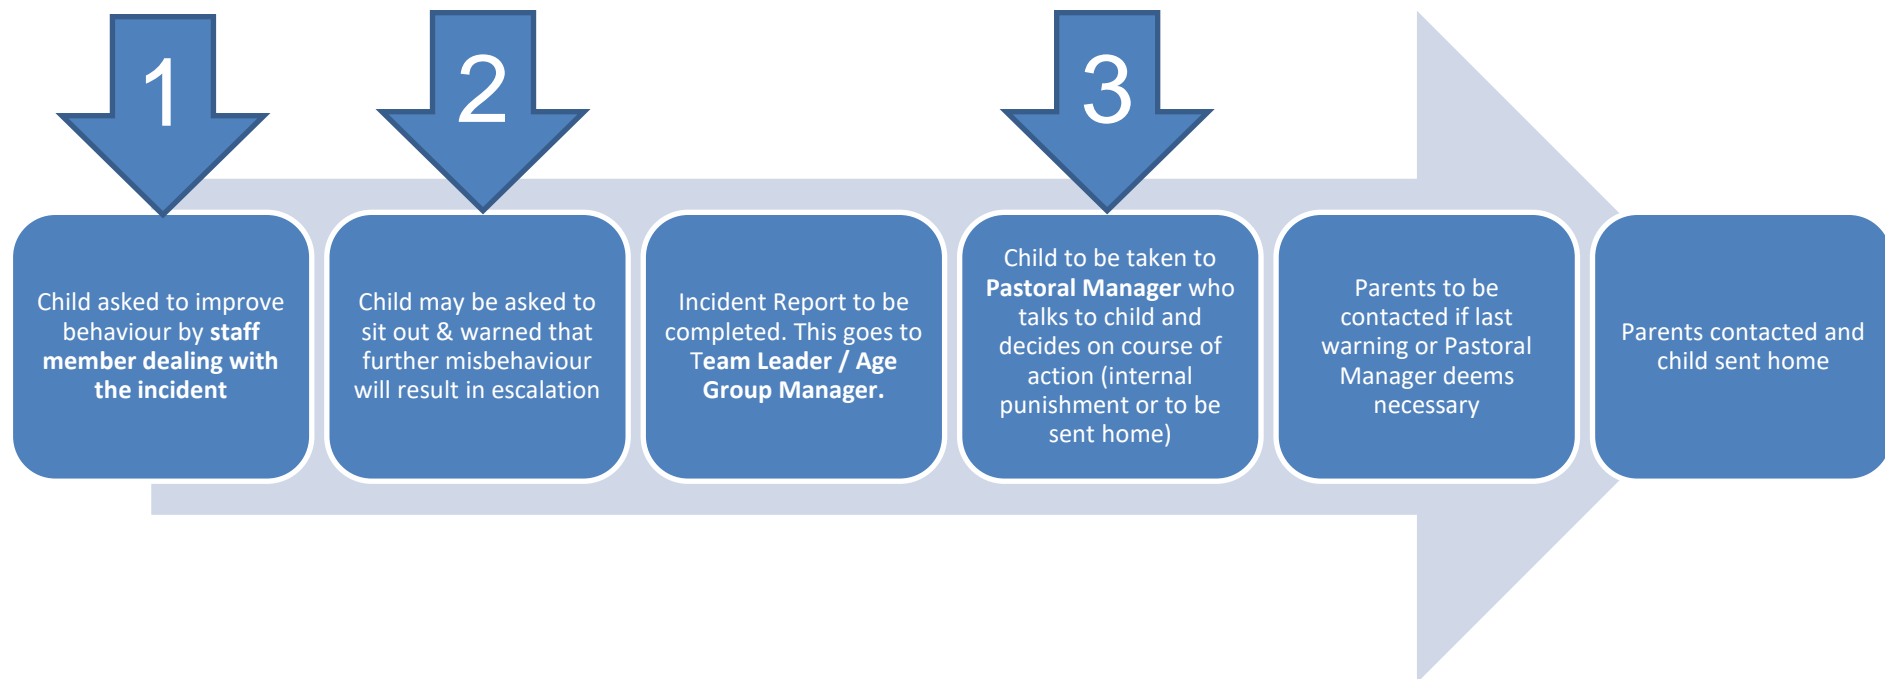 1
2
3
Child asked to improve
behaviour by staff
member dealing with
the incident
Child may be asked to
sit out & warned that
further misbehaviour
will result in escalation
Incident Report to be
completed. This goes to
Team Leader / Age
Group Manager.
Child to be taken to
Pastoral Manager who
talks to child and
decides on course of
action (internal
punishment or to be
sent home)
Parents to be
contacted if last
warning or Pastoral
Manager deems
necessary
Parents contacted and
child sent home